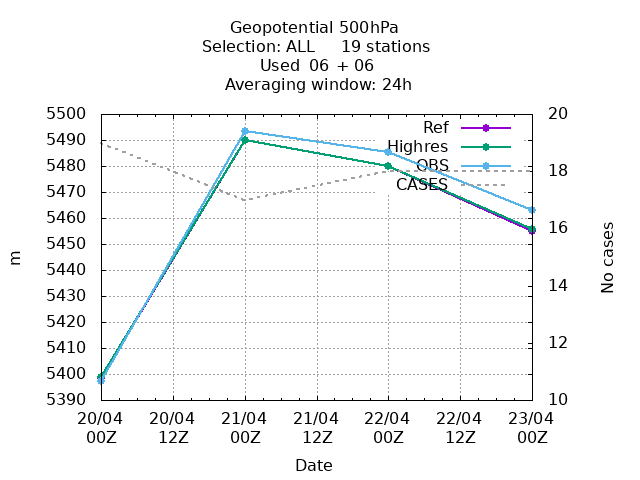 Geopotential 500hPa
Selection: ALL 19 stations
Used 06 + 06
Averaging window: 24h
5500
5490
5480
5470
5460
5450
5440
5430
5420
5410
5400
5390
m
20
18
16
14
12
10
No cases
Ref
Highres
OBS
CASES
20/04 20/04 21/04 21/04 22/04 22/04 23/04
00Z 12Z 00Z 12Z 00Z 12Z 00Z
Date